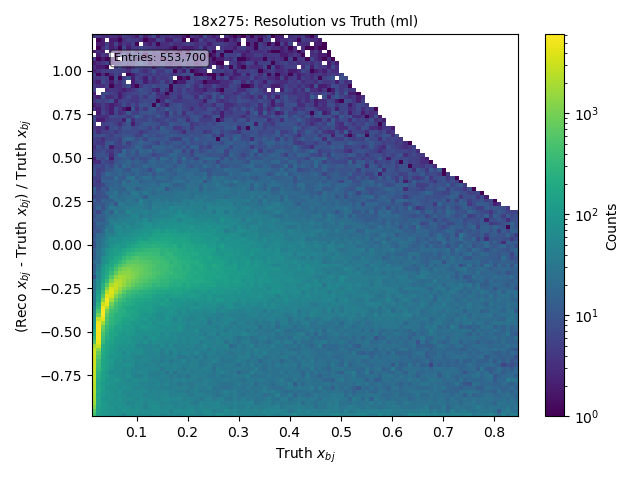 18x275: Resolution vs Truth (ml)
Entries: 553,700
(Reco x_bj - Truth x_bj) / Truth x_bj
1.00
0.75
0.50
0.25
0.00
−0.25
−0.50
−0.75
0.1 0.2 0.3 0.4 0.5 0.6 0.7 0.8
Truth x_bj
10^3
10^2
10^1
10^0
Counts